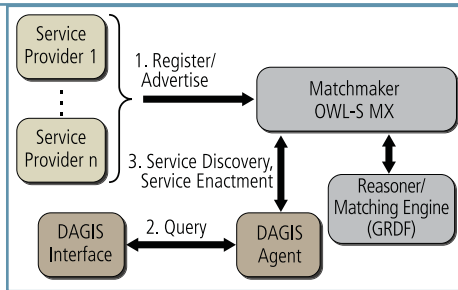 Service
Provider 1
Service
Provider n
1. Register/
Advertise
Matchmaker
OWL-S MX
3. Service Discovery,
Service Enactment
Reasoner/
Matching Engine
(GRDF)
DAGIS
Interface
2. Query
DAGIS
Agent